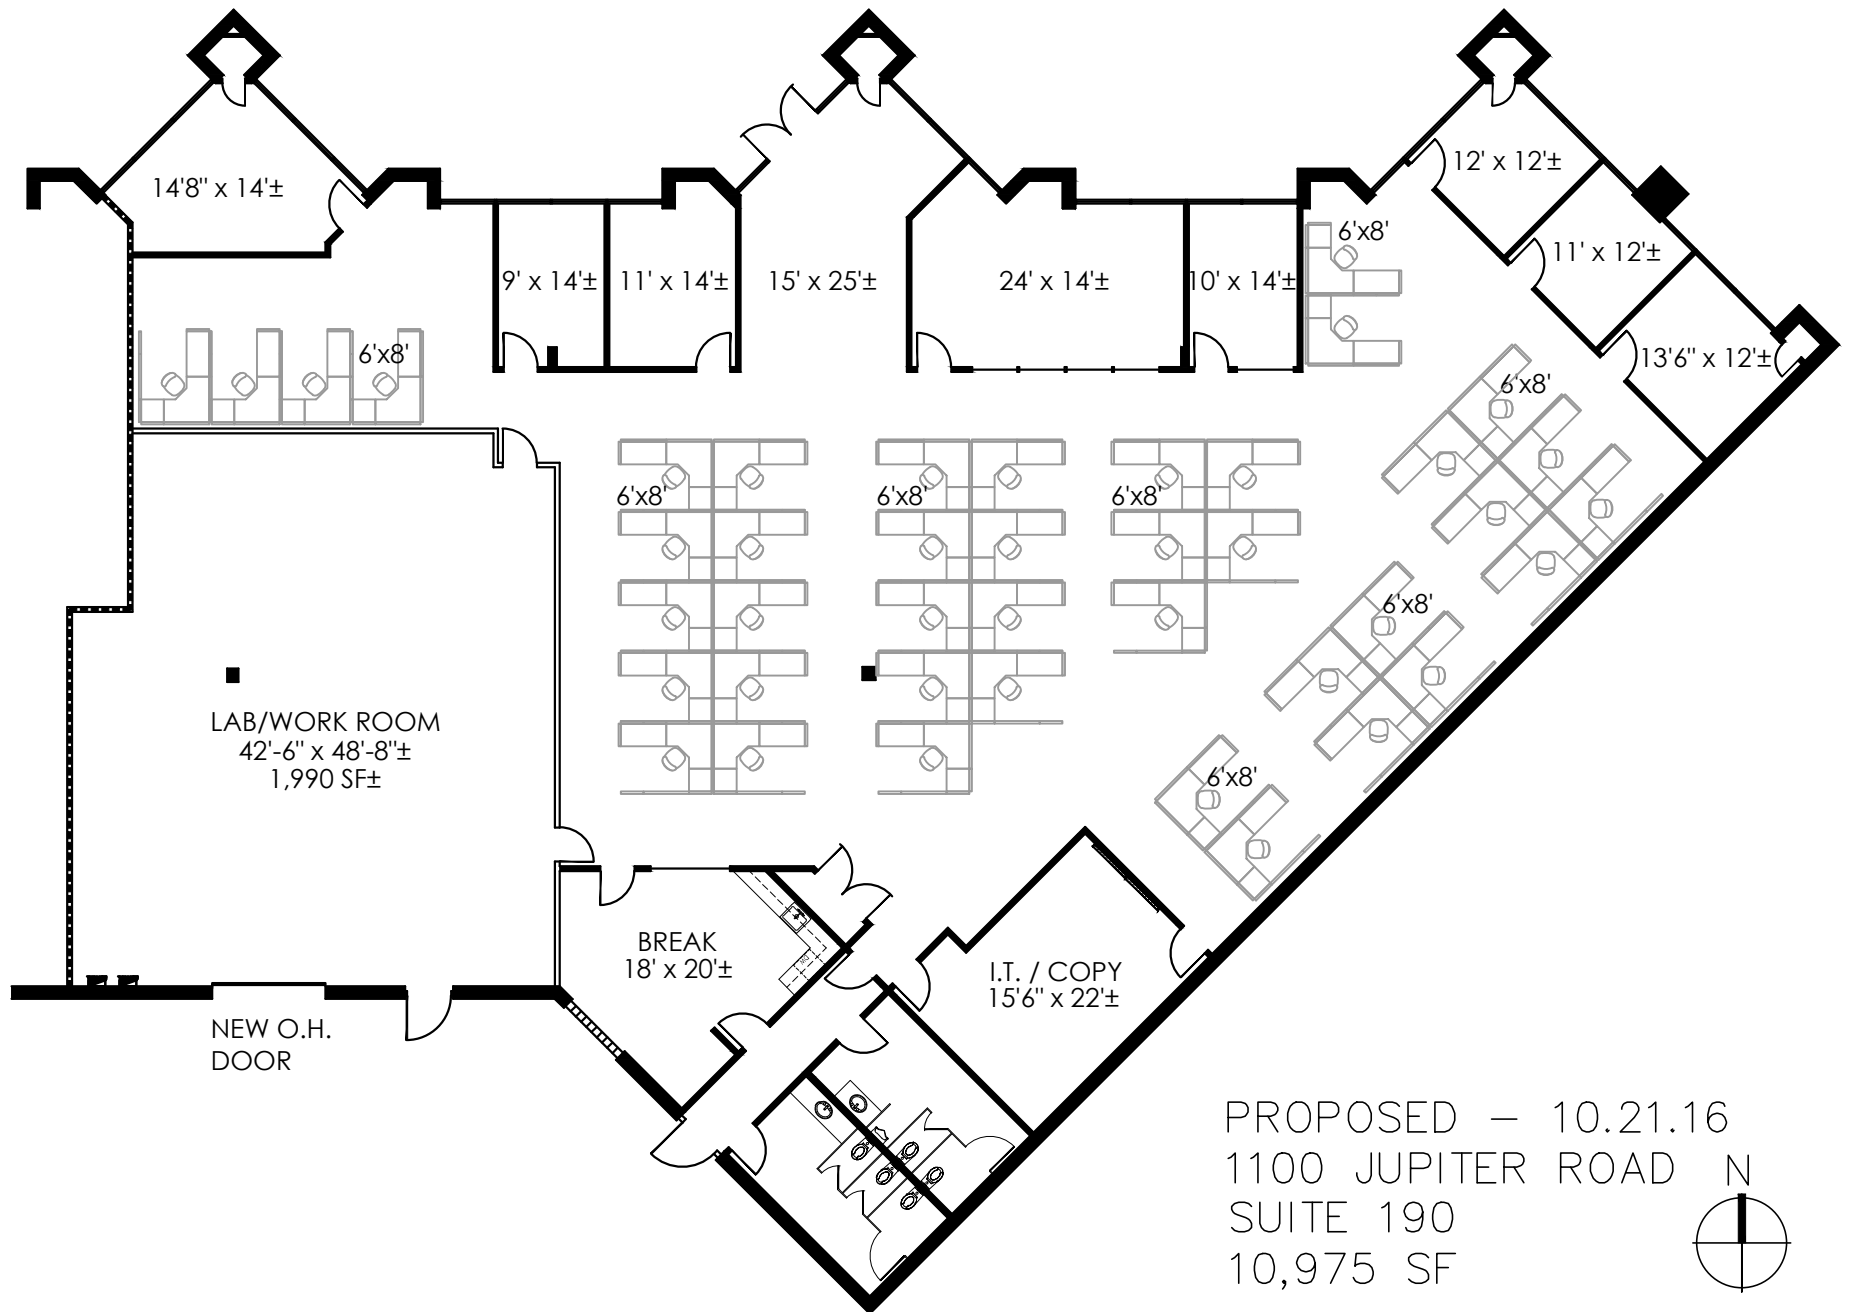 14'8" x 14'±
12' x 12'±
6'x8'
11' x 12'±
9' x 14'±
11' x 14'±
15' x 25'±
24' x 14'±
10' x 14'±
6'x8'
13'6" x 12'±
6'x8'
6'x8'
6'x8'
6'x8'
6'x8'
LAB/WORK ROOM
42'-6" x 48'-8"±
1,990 SF±
6'x8'
BREAK
18' x 20'±
DW
I.T. / COPY
15'6" x 22'±
NEW O.H.
DOOR
PROPOSED – 10.21.16
1100 JUPITER ROAD
SUITE 190
10,975 SF
N